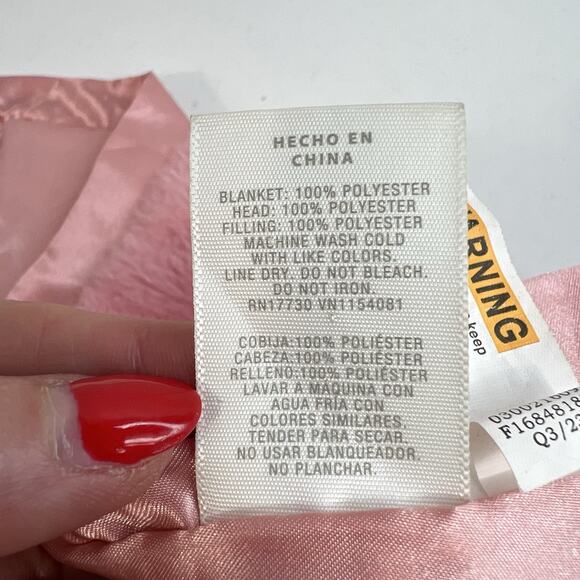 HECHO EN
CHINA
BLANKET: 100% POLYESTER
HEAD: 100% POLYESTER
FILLING: 100% POLYESTER
MACHINE WASH COLD
WITH LIKE COLORS.
LINE DRY. DO NOT BLEACH.
DO NOT IRON.
RN17730 VN1154081
COBIJA:100% POLIÉSTER
CABEZA:100% POLIÉSTER
RELLENO:100% POLIÉSTER
LAVAR A MÁQUINA CON
AGUA FRÍA CON
COLORES SIMILARES.
TENDER PARA SECAR.
NO USAR BLANQUEADOR.
NO PLANCHAR.
WARNING
keep
F1684818
Q3/23